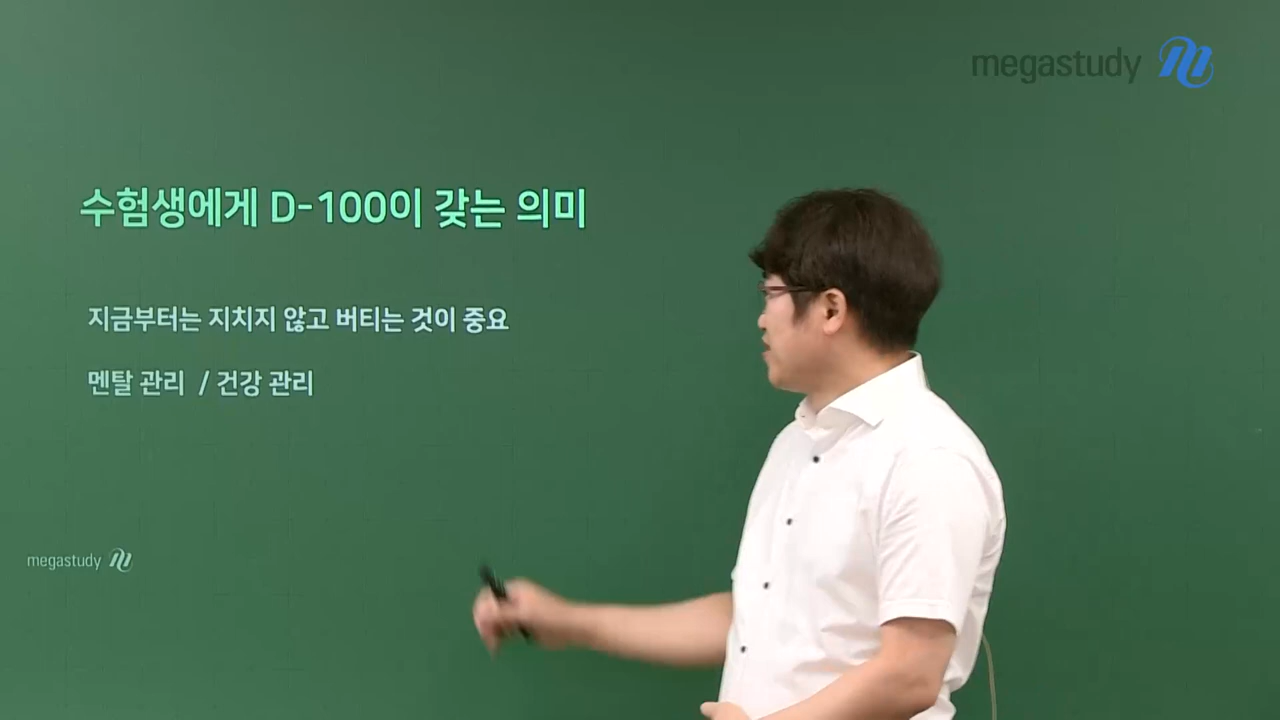 megastudy
수험생에게 D-100이 갖는 의미
지금부터는 지치지 않고 버티는 것이 중요
멘탈 관리 / 건강 관리
megastudy